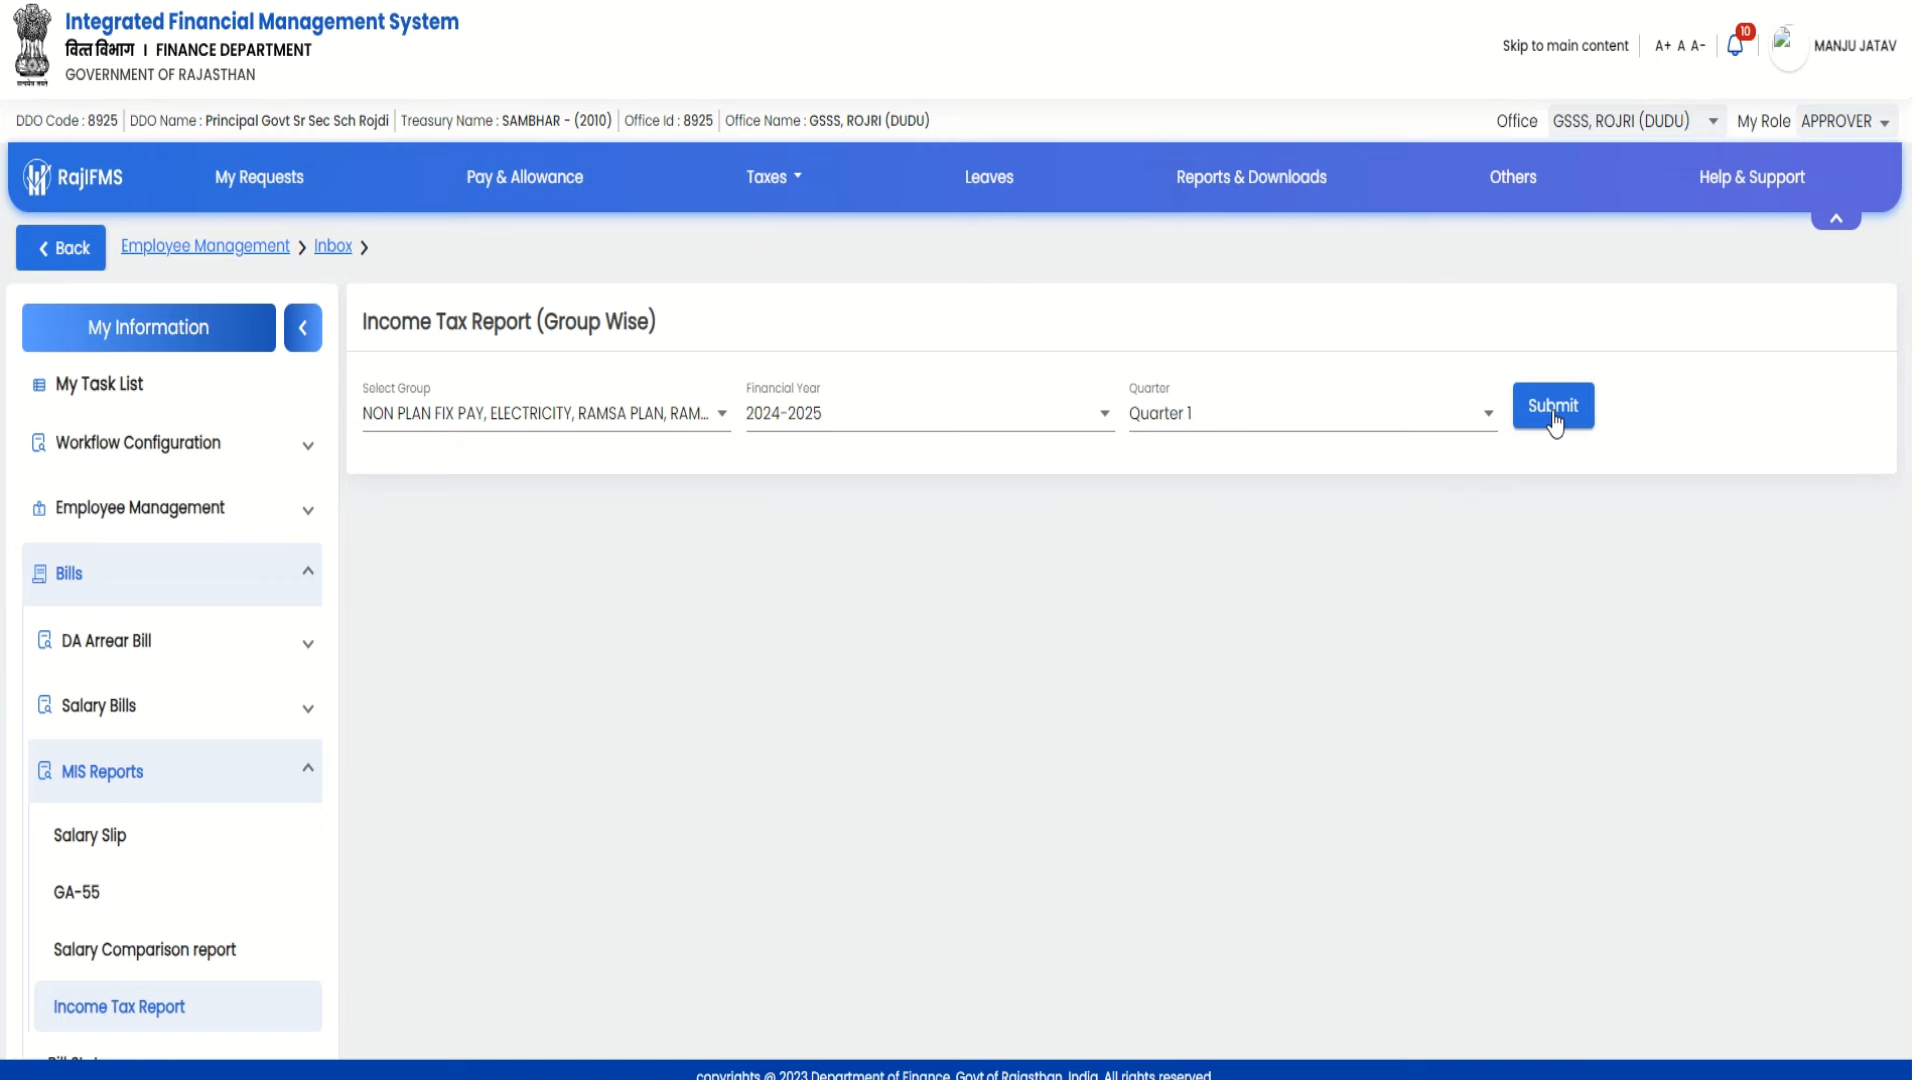 Integrated Financial Management System
वित्त विभाग I FINANCE DEPARTMENT
GOVERNMENT OF RAJASTHAN
सत्यमेव जयते
Skip to main content A+ A A- 10 MANJU JATAV
DDO Code : 8925 DDO Name : Principal Govt Sr Sec Sch Rojdi Treasury Name : SAMBHAR - (2010) Office Id : 8925 Office Name : GSSS, ROJRI (DUDU) Office GSSS, ROJRI (DUDU) My Role APPROVER
RajIFMS My Requests Pay & Allowance Taxes Leaves Reports & Downloads Others Help & Support
Back Employee Management Inbox
My Information
My Task List
Workflow Configuration
Employee Management
Bills
DA Arrear Bill
Salary Bills
MIS Reports
Salary Slip
GA-55
Salary Comparison report
Income Tax Report
Income Tax Report (Group Wise)
Select Group Financial Year Quarter
NON PLAN FIX PAY, ELECTRICITY, RAMSA PLAN, RAM... 2024-2025 Quarter 1 Submit
copyrights @ 2023 Department of Finance, Govt of Rajasthan, India. All rights reserved